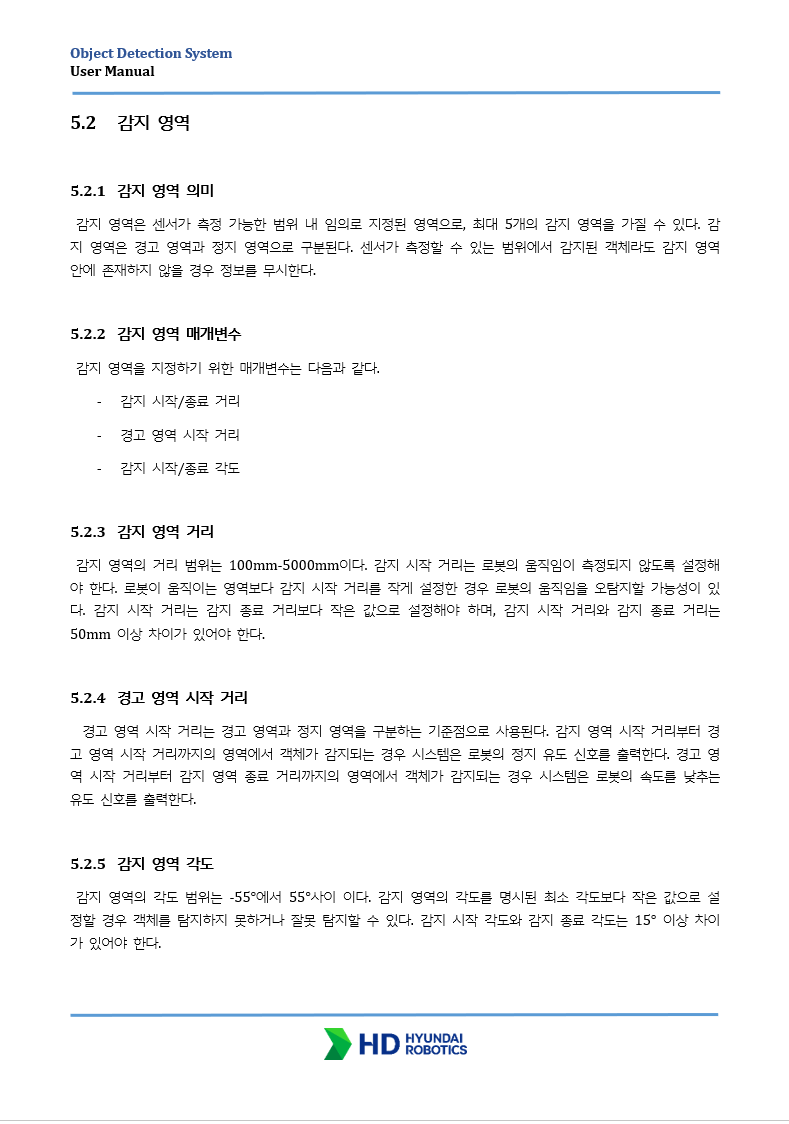 Object Detection System
User Manual
5.2 감지 영역
5.2.1 감지 영역 의미
감지 영역은 센서가 측정 가능한 범위 내 임의로 지정된 영역으로, 최대 5개의 감지 영역을 가질 수 있다. 감
지 영역은 경고 영역과 정지 영역으로 구분된다. 센서가 측정할 수 있는 범위에서 감지된 객체라도 감지 영역
안에 존재하지 않을 경우 정보를 무시한다.
5.2.2 감지 영역 매개변수
감지 영역을 지정하기 위한 매개변수는 다음과 같다.
- 감지 시작/종료 거리
- 경고 영역 시작 거리
- 감지 시작/종료 각도
5.2.3 감지 영역 거리
감지 영역의 거리 범위는 100mm-5000mm이다. 감지 시작 거리는 로봇의 움직임이 측정되지 않도록 설정해
야 한다. 로봇이 움직이는 영역보다 감지 시작 거리를 작게 설정한 경우 로봇의 움직임을 오탐지할 가능성이 있
다. 감지 시작 거리는 감지 종료 거리보다 작은 값으로 설정해야 하며, 감지 시작 거리와 감지 종료 거리는
50mm 이상 차이가 있어야 한다.
5.2.4 경고 영역 시작 거리
경고 영역 시작 거리는 경고 영역과 정지 영역을 구분하는 기준점으로 사용된다. 감지 영역 시작 거리부터 경
고 영역 시작 거리까지의 영역에서 객체가 감지되는 경우 시스템은 로봇의 정지 유도 신호를 출력한다. 경고 영
역 시작 거리부터 감지 영역 종료 거리까지의 영역에서 객체가 감지되는 경우 시스템은 로봇의 속도를 낮추는
유도 신호를 출력한다.
5.2.5 감지 영역 각도
감지 영역의 각도 범위는 -55°에서 55°사이 이다. 감지 영역의 각도를 명시된 최소 각도보다 작은 값으로 설
정할 경우 객체를 탐지하지 못하거나 잘못 탐지할 수 있다. 감지 시작 각도와 감지 종료 각도는 15° 이상 차이
가 있어야 한다.
HD HYUNDAI
ROBOTICS